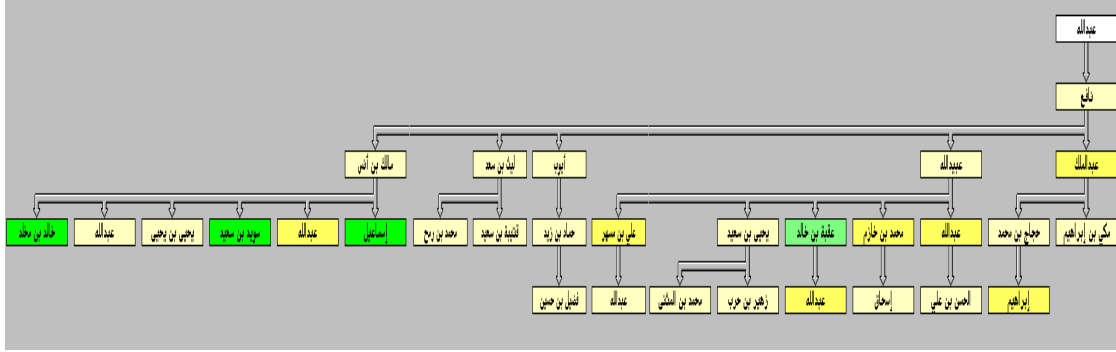 عبدالله
نافع
عبدالملك عبيدالله أيوب ليث بن سعد مالك بن أنس
مكي بن إبراهيم حجاج بن محمد عبدالله محمد بن خازم عقبة بن خالد يحيى بن سعيد علي بن مسهر حماد بن زيد قتيبة بن سعيد محمد بن رمح إسماعيل عبدالله سويد بن سعيد يحيى بن يحيى عبدالله خالد بن مخلد
إبراهيم الحسن بن علي إسحاق عبدالله زهير بن حرب محمد بن المثنى عبدالله فضيل بن حسين